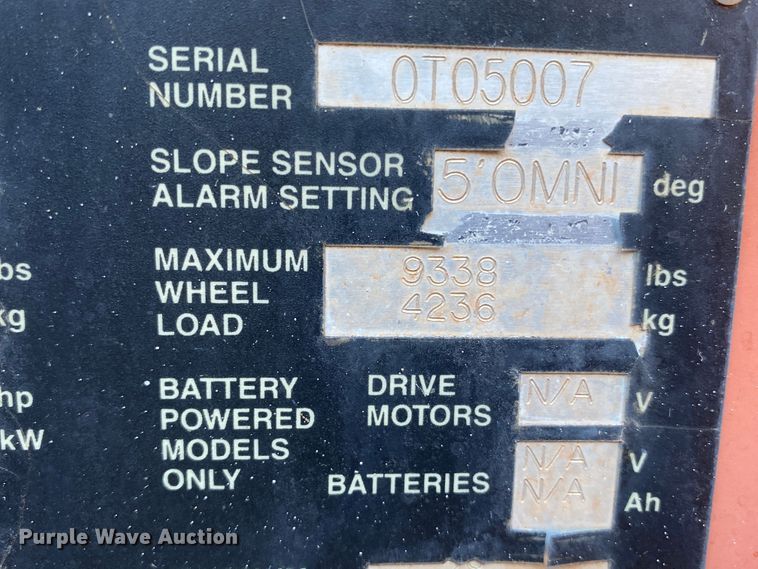 SERIAL
NUMBER
0T05007
SLOPE SENSOR
ALARM SETTING
5'OMNI deg
MAXIMUM
WHEEL
LOAD
9338 lbs
4236 kg
bs
kg
hp
kW
BATTERY
POWERED
MODELS
ONLY
DRIVE
MOTORS
N/A V
BATTERIES
N/A V
N/A Ah
Purple Wave Auction